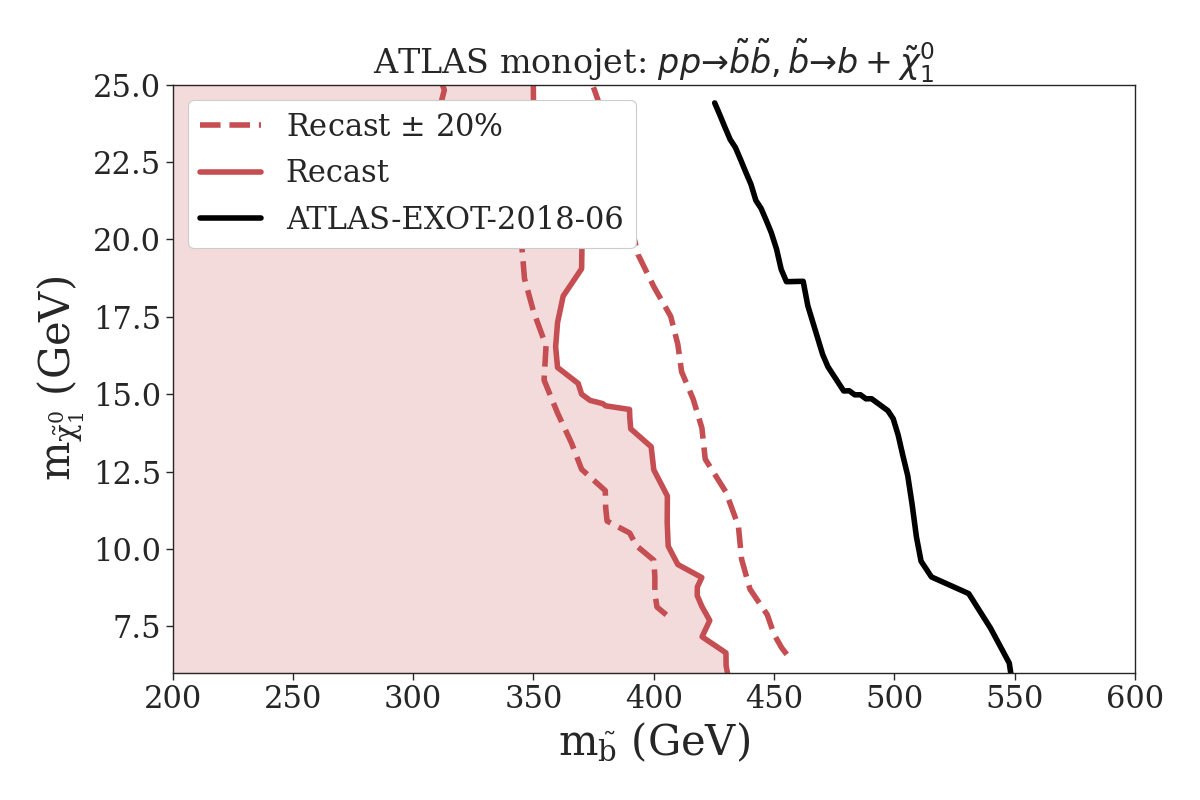 ATLAS monojet: pp→b̃b̃, b̃→b + χ̃⁰₁
25.0
22.5
20.0
17.5
15.0
12.5
10.0
7.5
m_χ̃⁰₁ (GeV)
Recast ± 20%
Recast
ATLAS-EXOT-2018-06
200 250 300 350 400 450 500 550 600
m_b̃ (GeV)